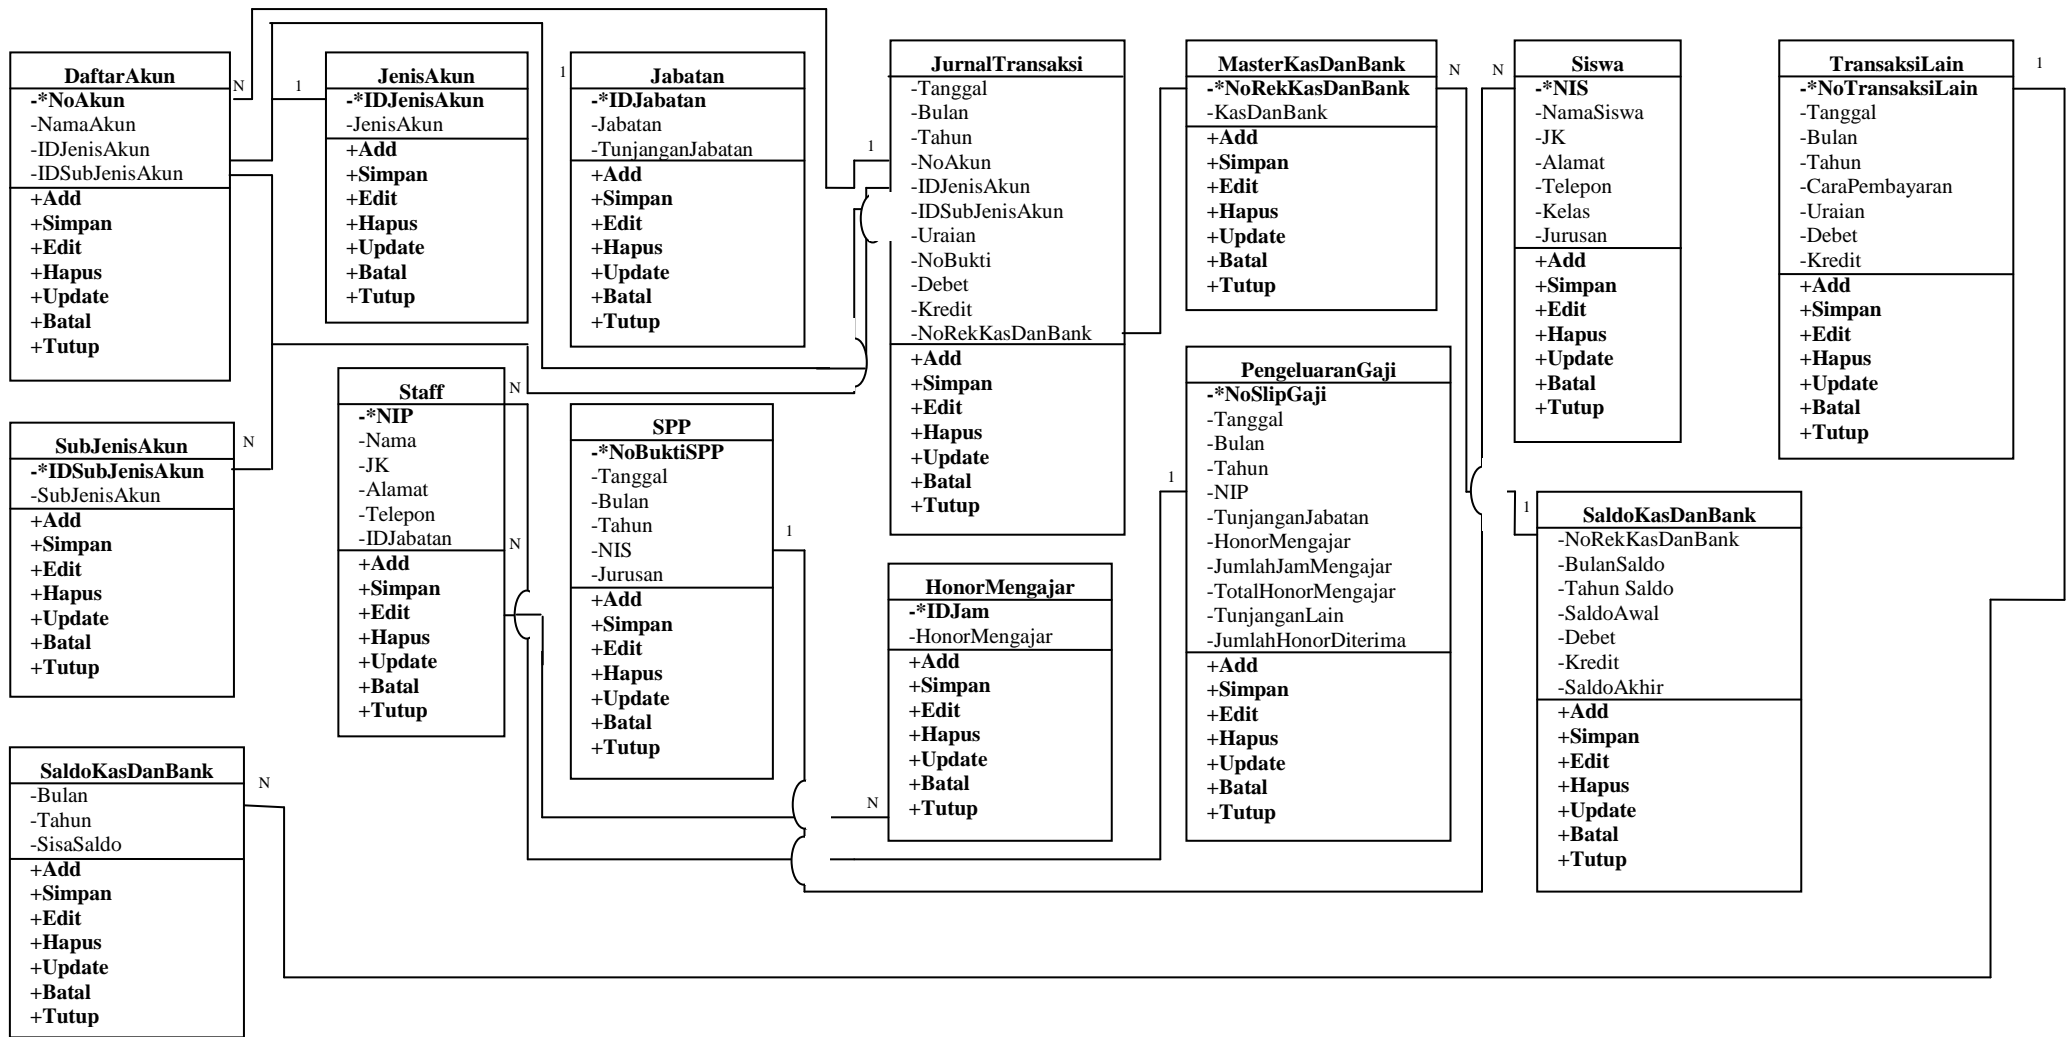 DaftarAkun
N
-*NoAkun
-NamaAkun
-IDJenisAkun
-IDSubJenisAkun
+Add
+Simpan
+Edit
+Hapus
+Update
+Batal
+Tutup
1
JenisAkun
-*IDJenisAkun
-JenisAkun
+Add
+Simpan
+Edit
+Hapus
+Update
+Batal
+Tutup
1
Jabatan
-*IDJabatan
-Jabatan
-TunjanganJabatan
+Add
+Simpan
+Edit
+Hapus
+Update
+Batal
+Tutup
1
JurnalTransaksi
-Tanggal
-Bulan
-Tahun
-NoAkun
-IDJenisAkun
-IDSubJenisAkun
-Uraian
-NoBukti
-Debet
-Kredit
-NoRekKasDanBank
+Add
+Simpan
+Edit
+Hapus
+Update
+Batal
+Tutup
MasterKasDanBank
N
-*NoRekKasDanBank
-KasDanBank
+Add
+Simpan
+Edit
+Hapus
+Update
+Batal
+Tutup
N
Siswa
-*NIS
-NamaSiswa
-JK
-Alamat
-Telepon
-Kelas
-Jurusan
+Add
+Simpan
+Edit
+Hapus
+Update
+Batal
+Tutup
TransaksiLain
1
-*NoTransaksiLain
-Tanggal
-Bulan
-Tahun
-CaraPembayaran
-Uraian
-Debet
-Kredit
+Add
+Simpan
+Edit
+Hapus
+Update
+Batal
+Tutup
SubJenisAkun
N
-*IDSubJenisAkun
-SubJenisAkun
+Add
+Simpan
+Edit
+Hapus
+Update
+Batal
+Tutup
Staff
N
-*NIP
-Nama
-JK
-Alamat
-Telepon
-IDJabatan
N
+Add
+Simpan
+Edit
+Hapus
+Update
+Batal
+Tutup
SPP
-*NoBuktiSPP
-Tanggal
-Bulan
-Tahun
-NIS
1
-Jurusan
+Add
+Simpan
+Edit
+Hapus
+Update
+Batal
+Tutup
HonorMengajar
-*IDJam
-HonorMengajar
+Add
+Simpan
+Edit
+Hapus
+Update
+Batal
N
+Tutup
PengeluaranGaji
-*NoSlipGaji
-Tanggal
-Bulan
-Tahun
1
-NIP
-TunjanganJabatan
-HonorMengajar
-JumlahJamMengajar
-TotalHonorMengajar
-TunjanganLain
-JumlahHonorDiterima
+Add
+Simpan
+Edit
+Hapus
+Update
+Batal
+Tutup
1
SaldoKasDanBank
-NoRekKasDanBank
-BulanSaldo
-Tahun Saldo
-SaldoAwal
-Debet
-Kredit
-SaldoAkhir
+Add
+Simpan
+Edit
+Hapus
+Update
+Batal
+Tutup
SaldoKasDanBank
N
-Bulan
-Tahun
-SisaSaldo
+Add
+Simpan
+Edit
+Hapus
+Update
+Batal
+Tutup